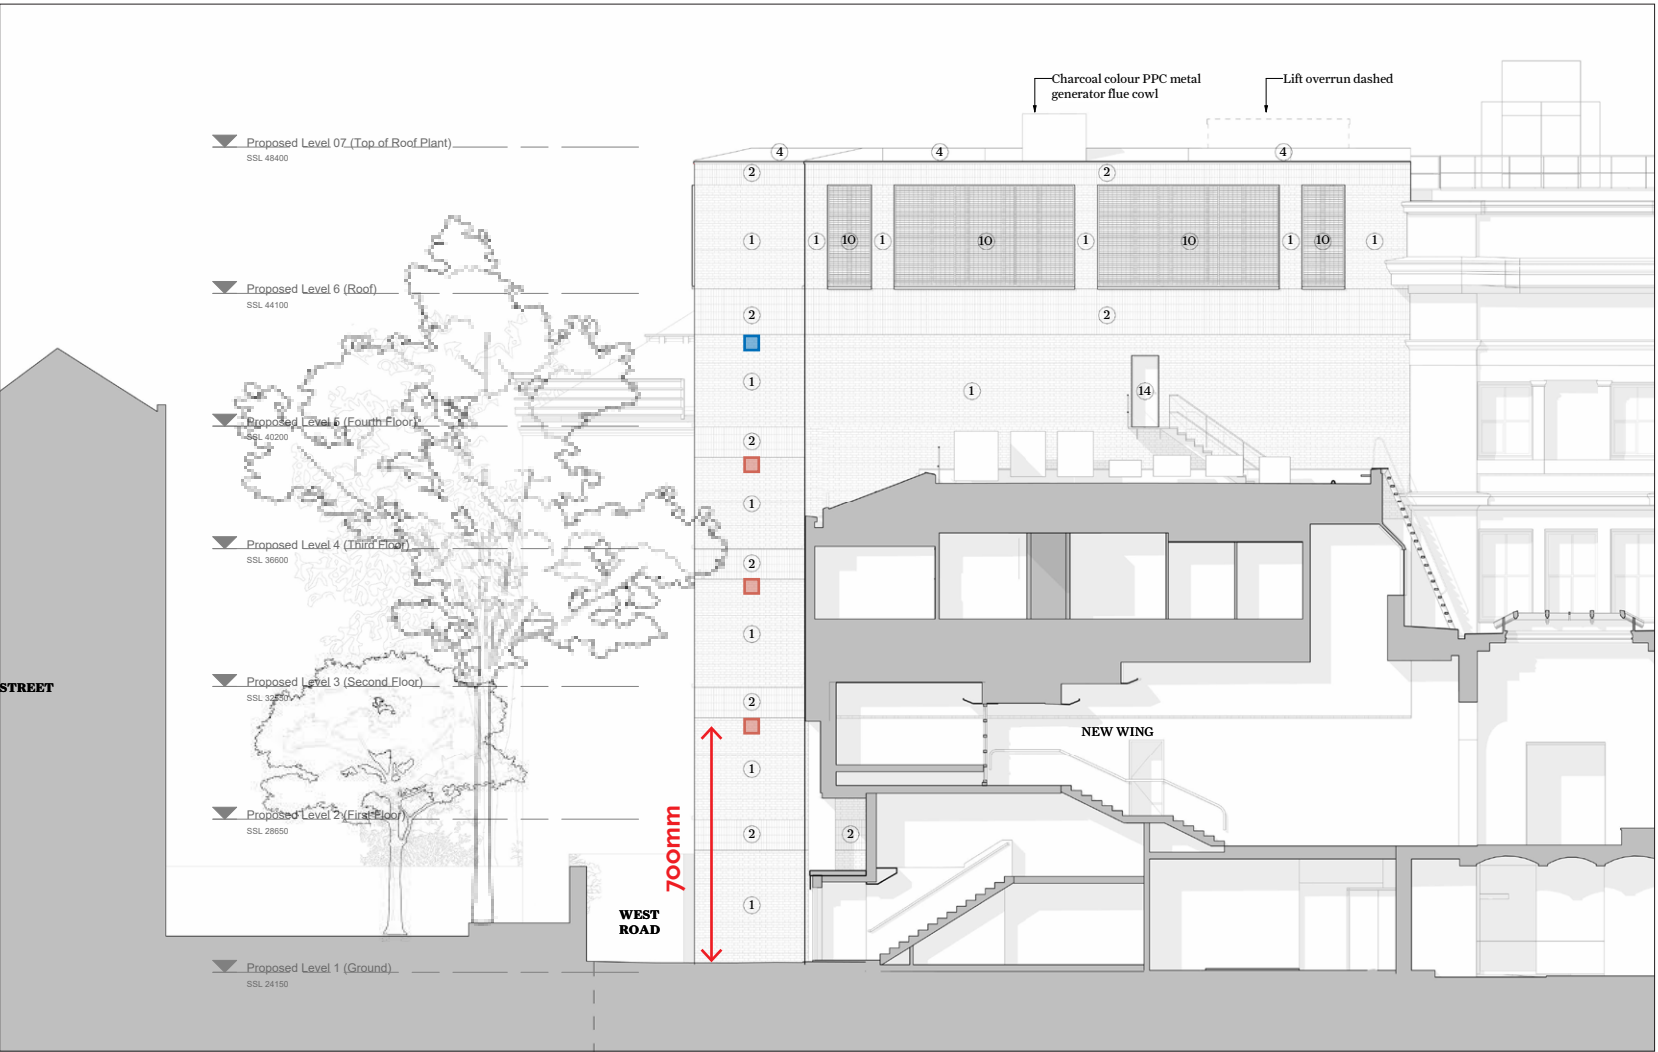 Charcoal colour PPC metal
generator flue cowl
Lift overrun dashed
Proposed Level 07 (Top of Roof Plant)
SSL 48400
4
4
4
2
2
1
1
10
1
10
1
10
1
10
1
Proposed Level 6 (Roof)
SSL 44100
2
2
1
1
14
Proposed Level 5 (Fourth Floor)
SSL 40200
2
1
Proposed Level 4 (Third Floor)
SSL 36600
2
1
Proposed Level 3 (Second Floor)
STREET
2
NEW WING
1
Proposed Level 2 (First Floor)
SSL 28650
2
2
700mm
1
WEST
ROAD
Proposed Level 1 (Ground)
SSL 24150